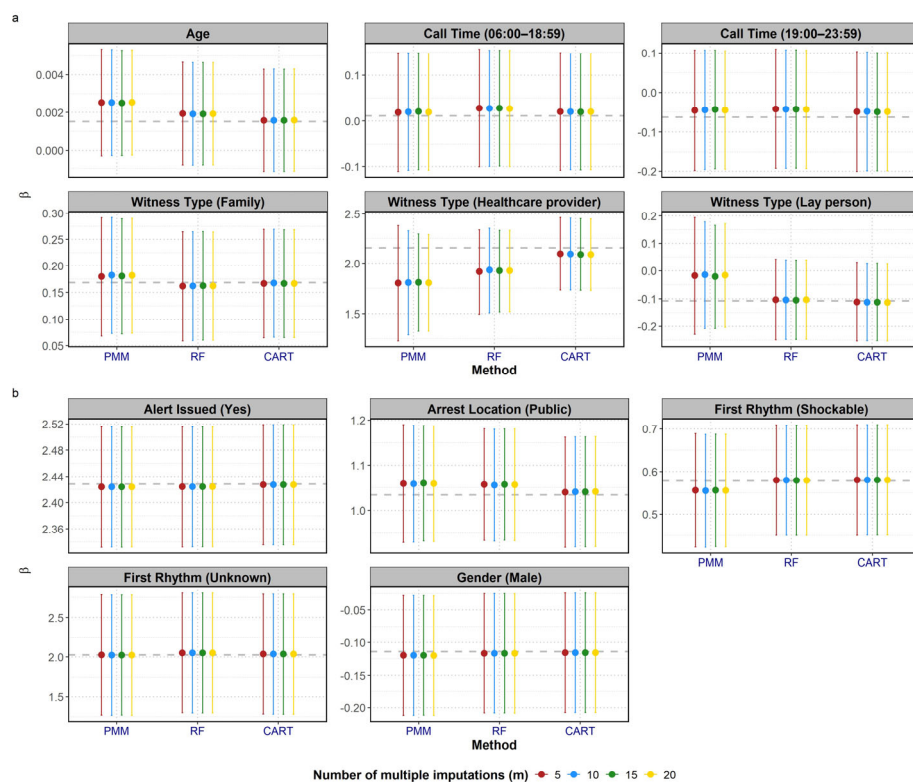 a
Age
Call Time (06:00–18:59)
Call Time (19:00–23:59)
0.004
0.002
0.000
0.1
0.0
-0.1
0.1
0.0
-0.1
-0.2
β
Witness Type (Family)
Witness Type (Healthcare provider)
Witness Type (Lay person)
0.30
0.25
0.20
0.15
0.10
0.05
2.5
2.0
1.5
0.2
0.1
0.0
-0.1
-0.2
PMM RF CART
PMM RF CART
PMM RF CART
Method
b
Alert Issued (Yes)
Arrest Location (Public)
First Rhythm (Shockable)
2.52
2.48
2.44
2.40
2.36
1.2
1.1
1.0
0.7
0.6
0.5
PMM RF CART
β
First Rhythm (Unknown)
Gender (Male)
2.5
2.0
1.5
-0.05
-0.10
-0.15
-0.20
PMM RF CART
PMM RF CART
Method
Number of multiple imputations (m) 5 10 15 20